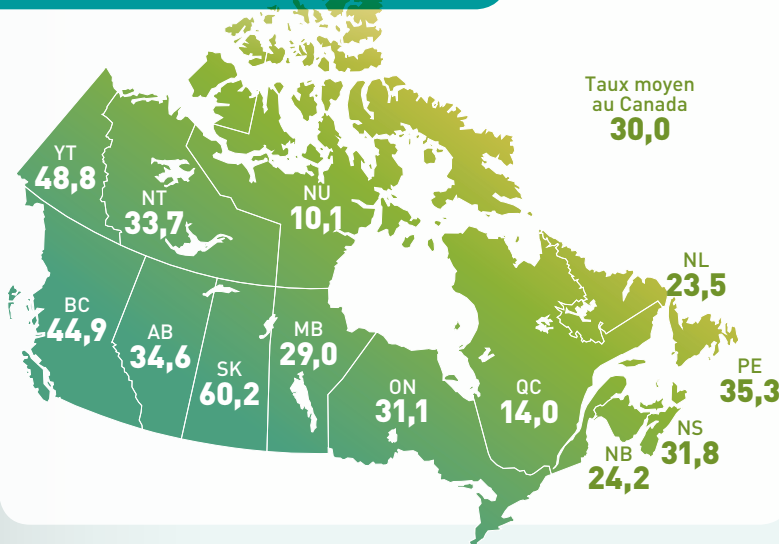 Taux moyen
au Canada
30,0
YT
48,8
NT
33,7
NU
10,1
NL
23,5
BC
44,9
AB
34,6
SK
60,2
MB
29,0
ON
31,1
QC
14,0
PE
35,3
NS
31,8
NB
24,2